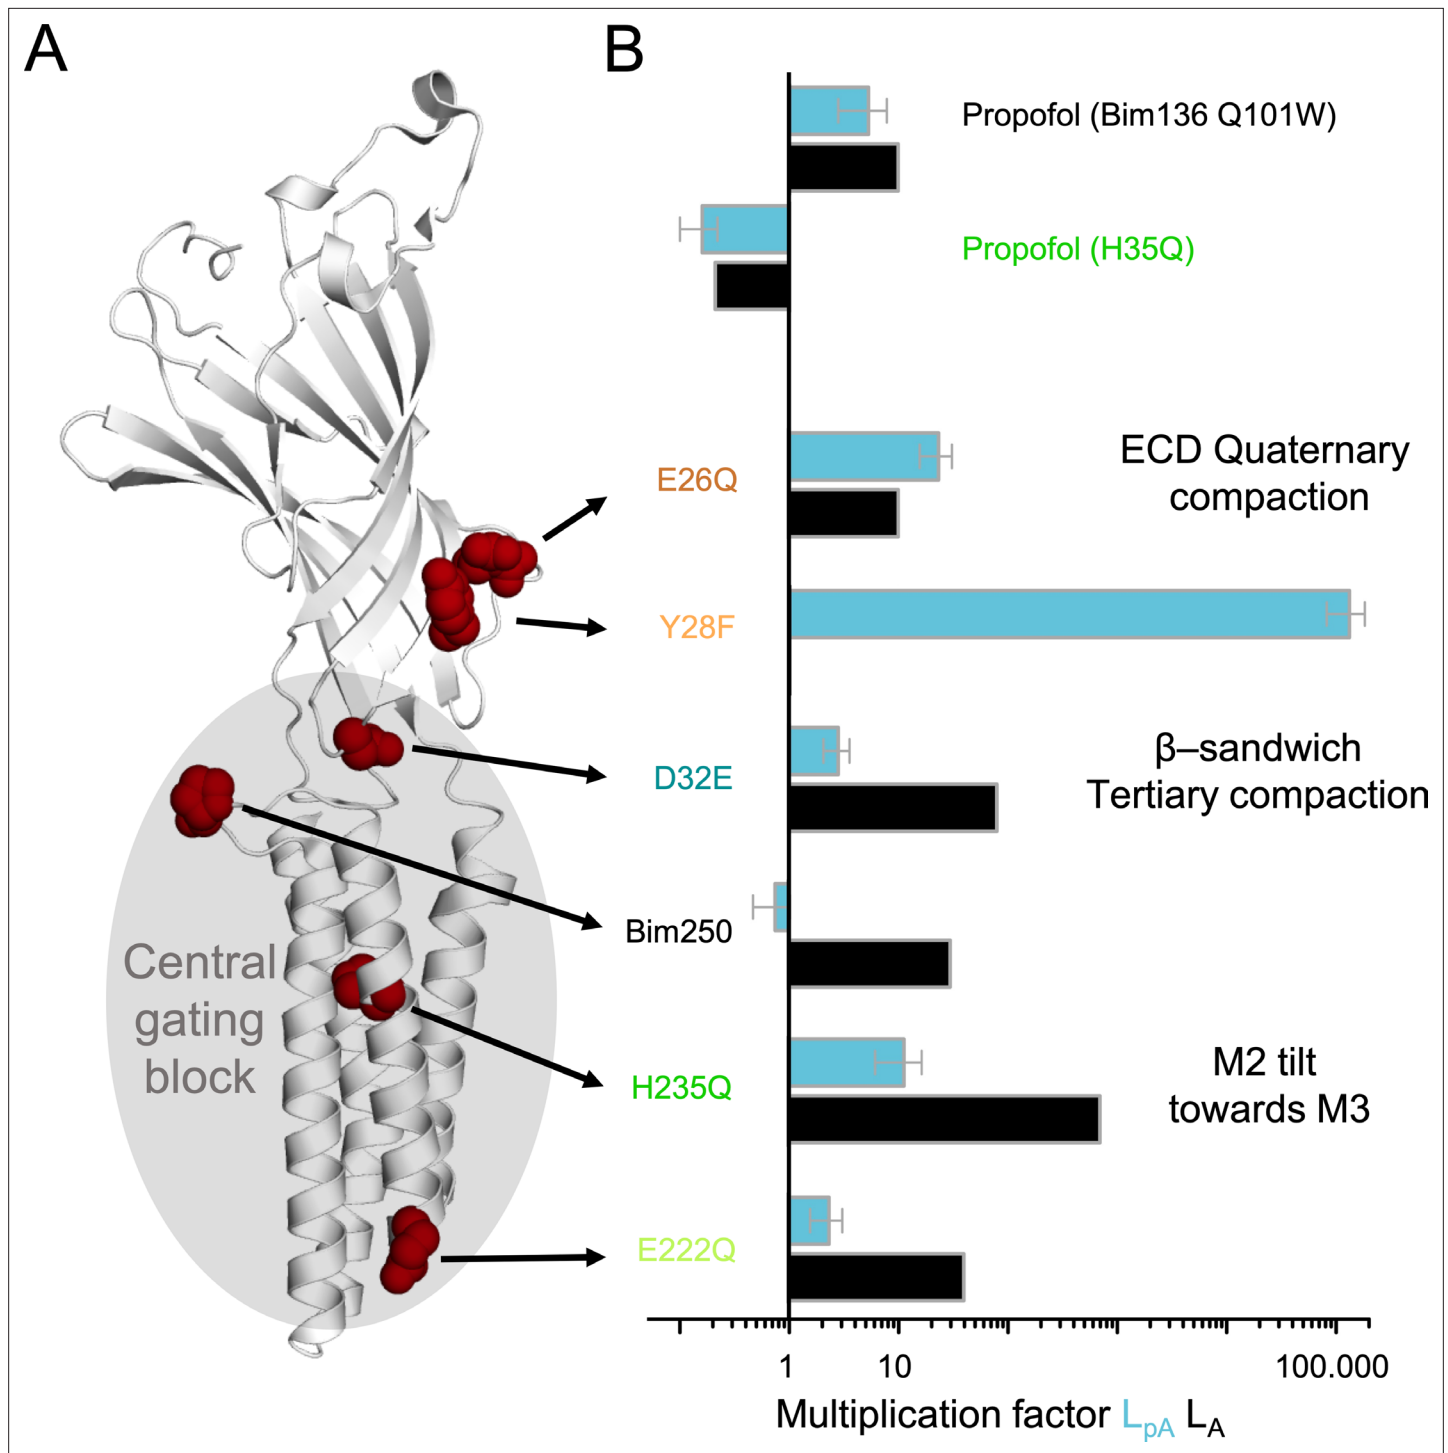 A
B
Propofol (Bim136 Q101W)
Propofol (H35Q)
E26Q
ECD Quaternary
compaction
Y28F
D32E
β–sandwich
Tertiary compaction
Bim250
Central
gating
block
H235Q
M2 tilt
towards M3
E222Q
1 10 100.000
Multiplication factor LpA LA